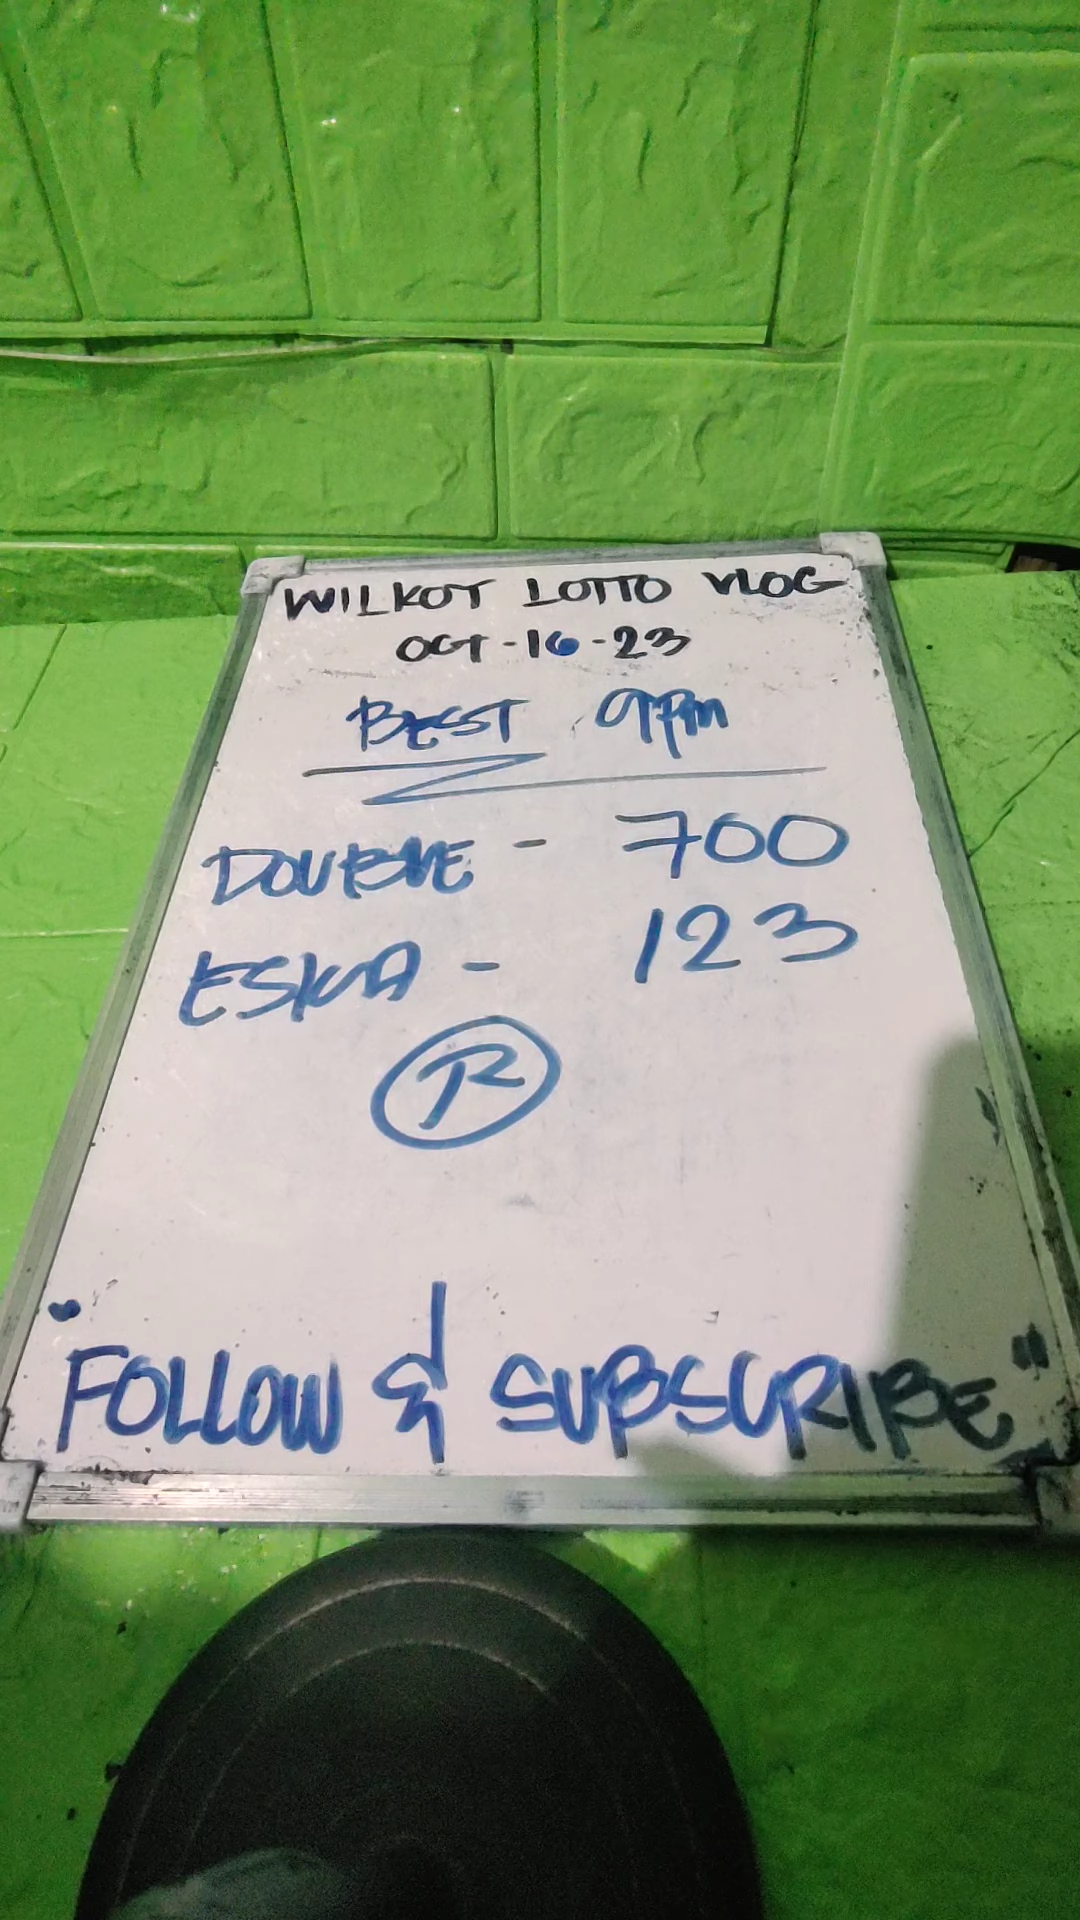 WILKOT LOTTO VLOG
OCT-16-23
BEST 9pm
DOUBLE - 700
ESKA - 123
R
"FOLLOW & SUBSCRIBE"